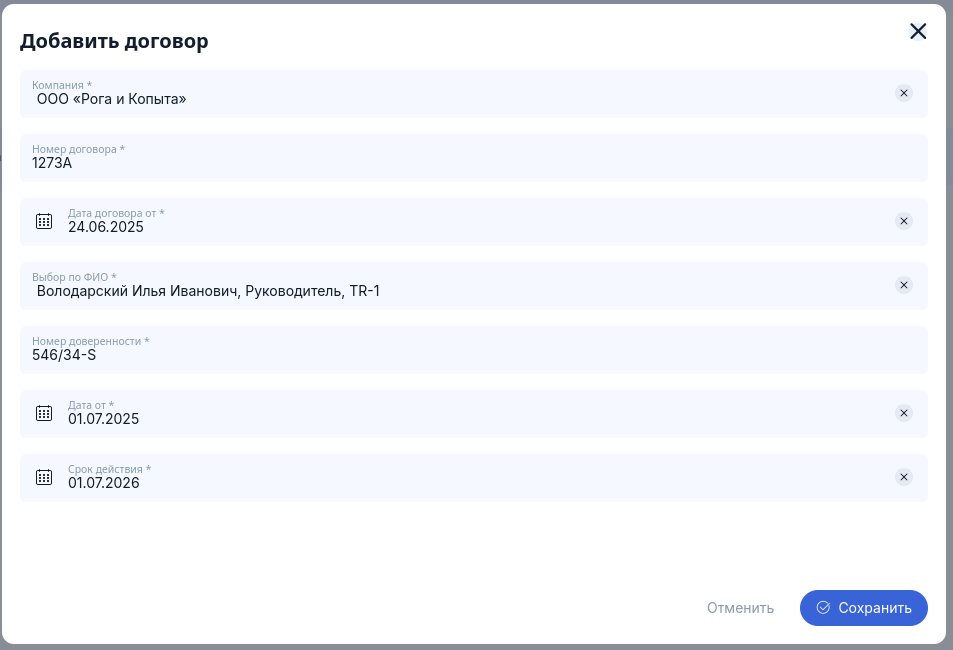 Добавить договор
Компания *
ООО «Рога и Копыта»
Номер договора *
1273А
Дата договора от *
24.06.2025
Выбор по ФИО *
Володарский Илья Иванович, Руководитель, TR-1
Номер доверенности *
546/34-S
Дата от *
01.07.2025
Срок действия *
01.07.2026
Отменить
Сохранить